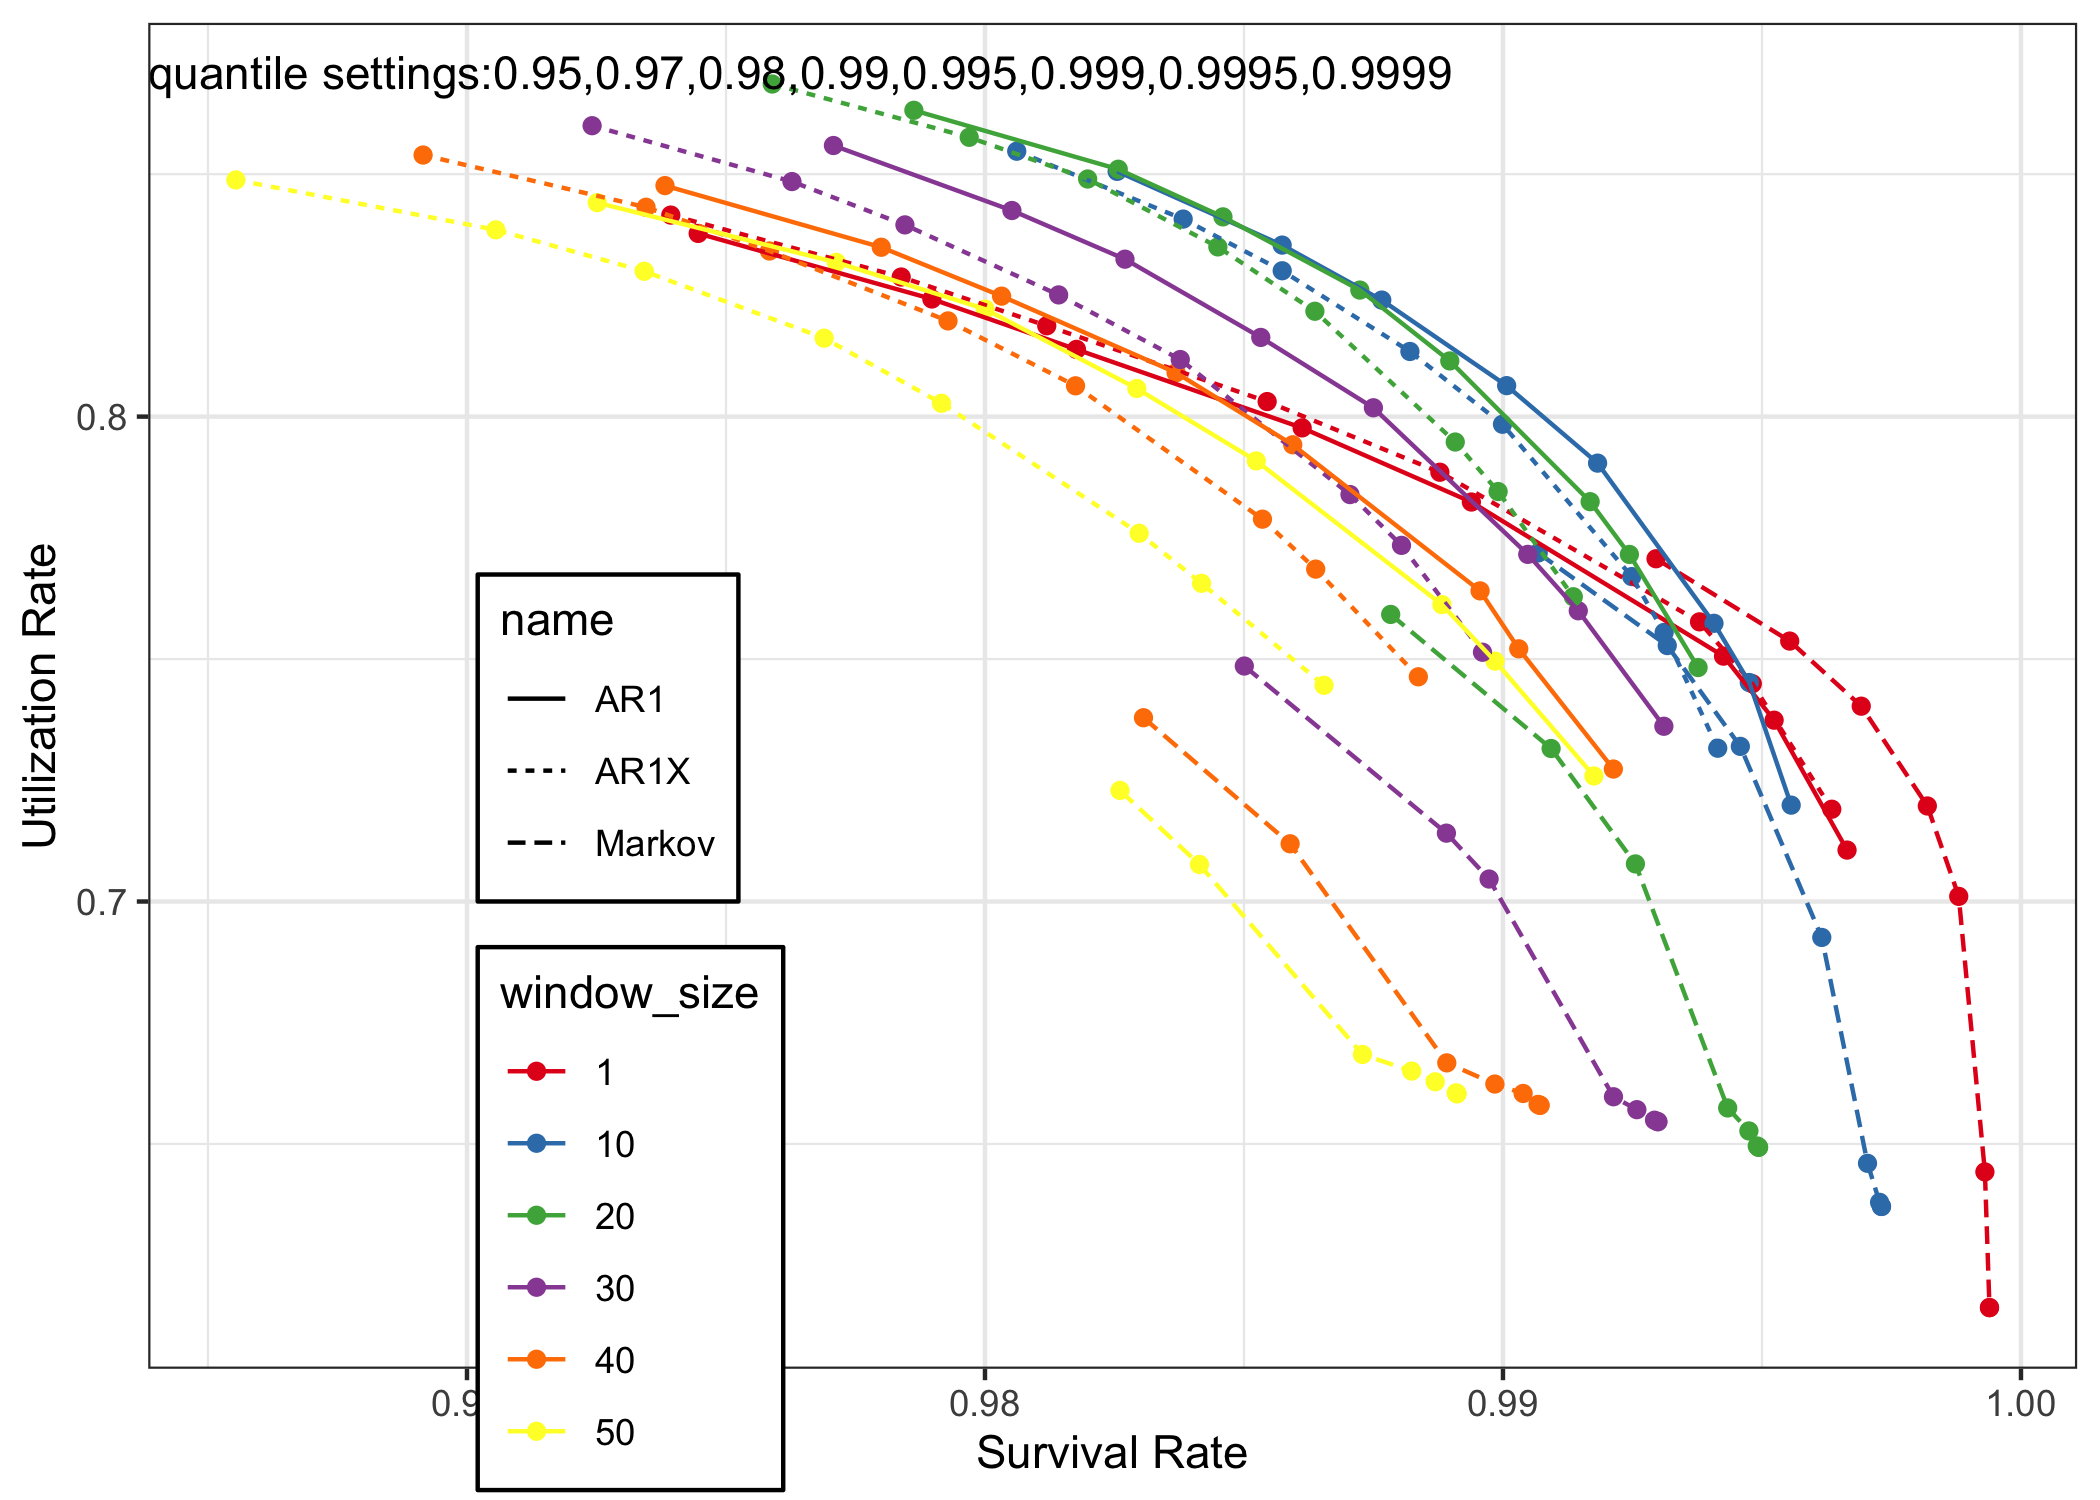 quantile settings:0.95,0.97,0.98,0.99,0.995,0.999,0.9995,0.9999
0.8
0.7
Utilization Rate
name
AR1
AR1X
Markov
window_size
1
10
20
30
40
50
0.98
0.99
1.00
Survival Rate